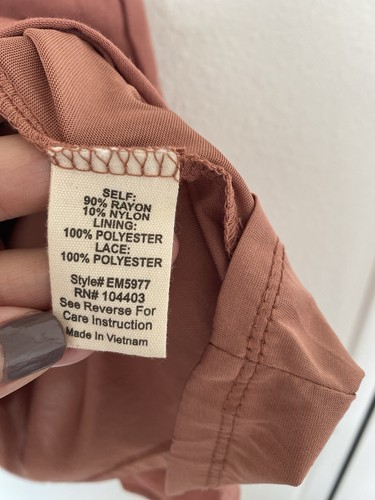 SELF:
90% RAYON
10% NYLON
LINING:
100% POLYESTER
LACE:
100% POLYESTER
Style# EM5977
RN# 104403
See Reverse For
Care Instruction
Made In Vietnam